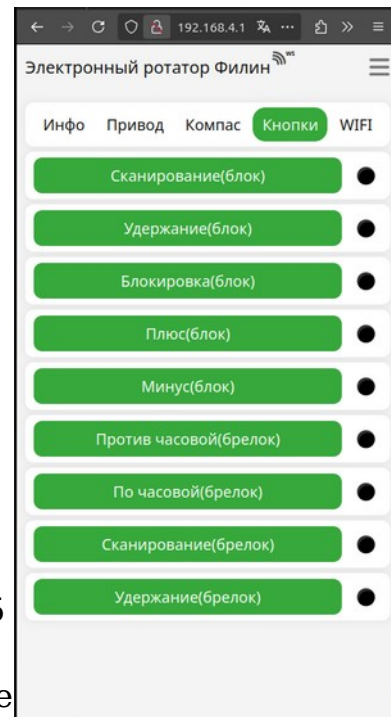 192.168.4.1
Электронный ротатор Филин ws
Инфо Привод Компас Кнопки WIFI
Сканирование(блок)
Удержание(блок)
Блокировка(блок)
Плюс(блок)
Минус(блок)
Против часовой(брелок)
По часовой(брелок)
Сканирование(брелок)
Удержание(брелок)
е